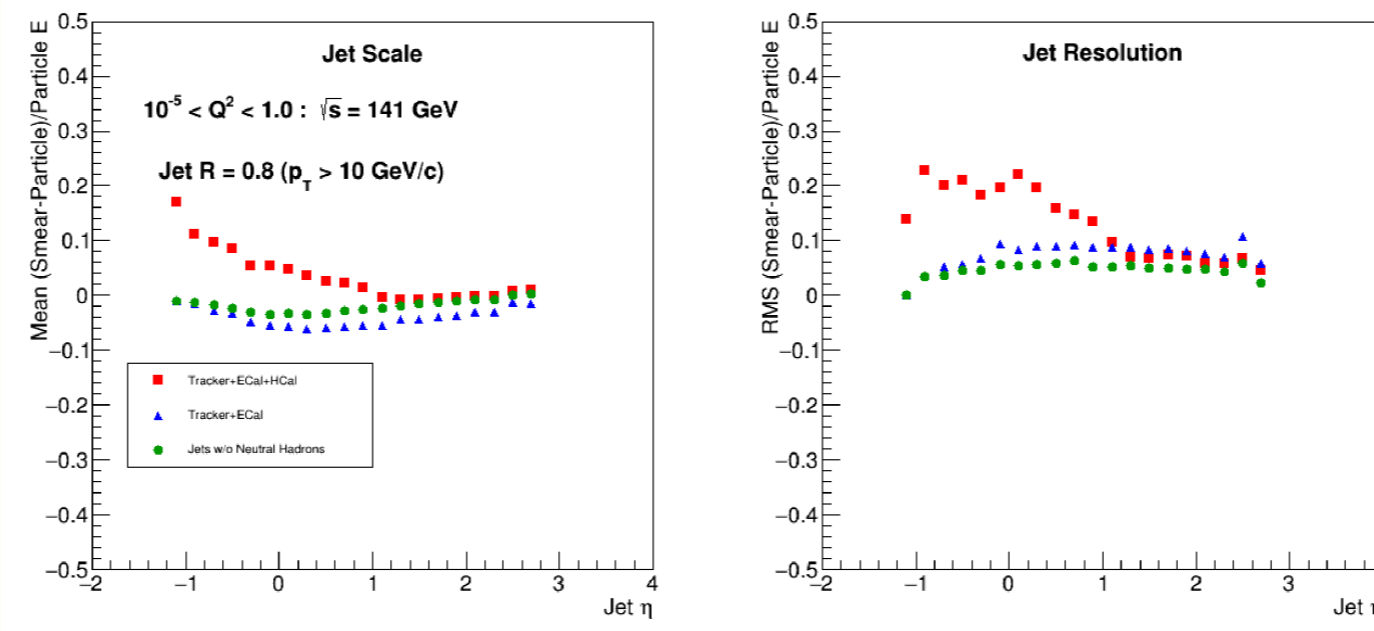 Jet Scale
10^-5 < Q^2 < 1.0 : √s = 141 GeV
Jet R = 0.8 (p_T > 10 GeV/c)
Mean (Smear-Particle)/Particle E
0.5
0.4
0.3
0.2
0.1
0
−0.1
−0.2
−0.3
−0.4
−0.5
Tracker+ECal+HCal
Tracker+ECal
Jets w/o Neutral Hadrons
−2 −1 0 1 2 3 4
Jet η
Jet Resolution
RMS (Smear-Particle)/Particle E
0.5
0.4
0.3
0.2
0.1
0
−0.1
−0.2
−0.3
−0.4
−0.5
−2 −1 0 1 2 3
Jet